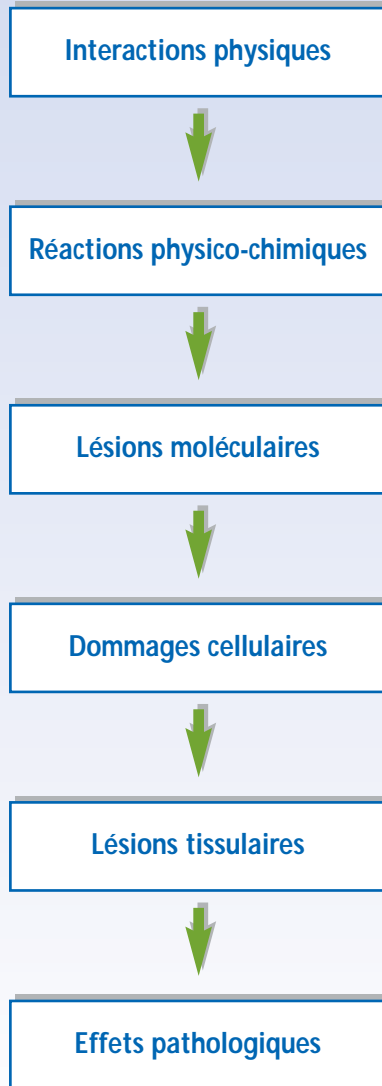 Interactions physiques
Réactions physico-chimiques
Lésions moléculaires
Dommages cellulaires
Lésions tissulaires
Effets pathologiques